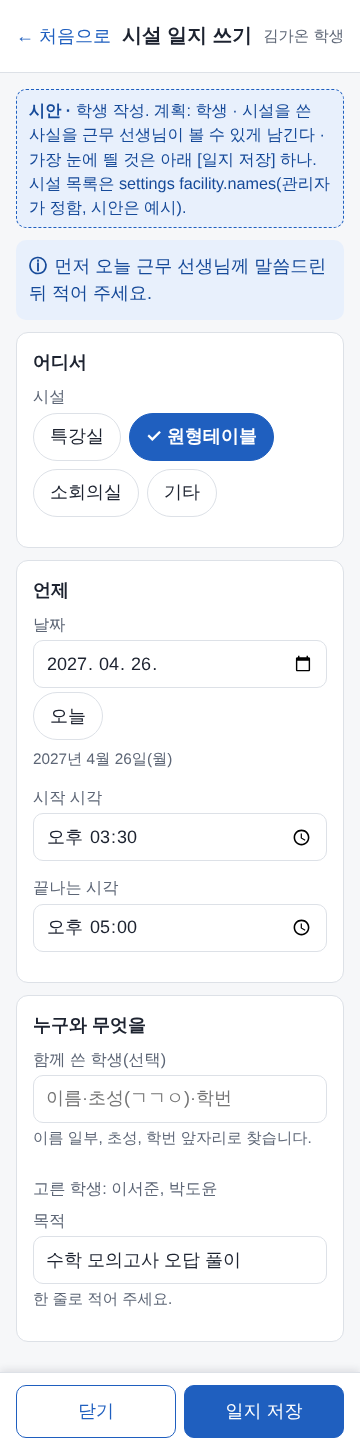 ← 처음으로 시설 일지 쓰기 김가온 학생
시안 · 학생 작성. 계획: 학생 · 시설을 쓴
사실을 근무 선생님이 볼 수 있게 남긴다 ·
가장 눈에 띌 것은 아래 [일지 저장] 하나.
시설 목록은 settings facility.names(관리자
가 정함, 시안은 예시).
ⓘ 먼저 오늘 근무 선생님께 말씀드린
뒤 적어 주세요.
어디서
시설
특강실 ✓ 원형테이블
소회의실 기타
언제
날짜
2027. 04. 26.
오늘
2027년 4월 26일(월)
시작 시각
오후 03:30
끝나는 시각
오후 05:00
누구와 무엇을
함께 쓴 학생(선택)
이름·초성(ㄱㄱㅇ)·학번
이름 일부, 초성, 학번 앞자리로 찾습니다.
고른 학생: 이서준, 박도윤
목적
수학 모의고사 오답 풀이
한 줄로 적어 주세요.
닫기 일지 저장